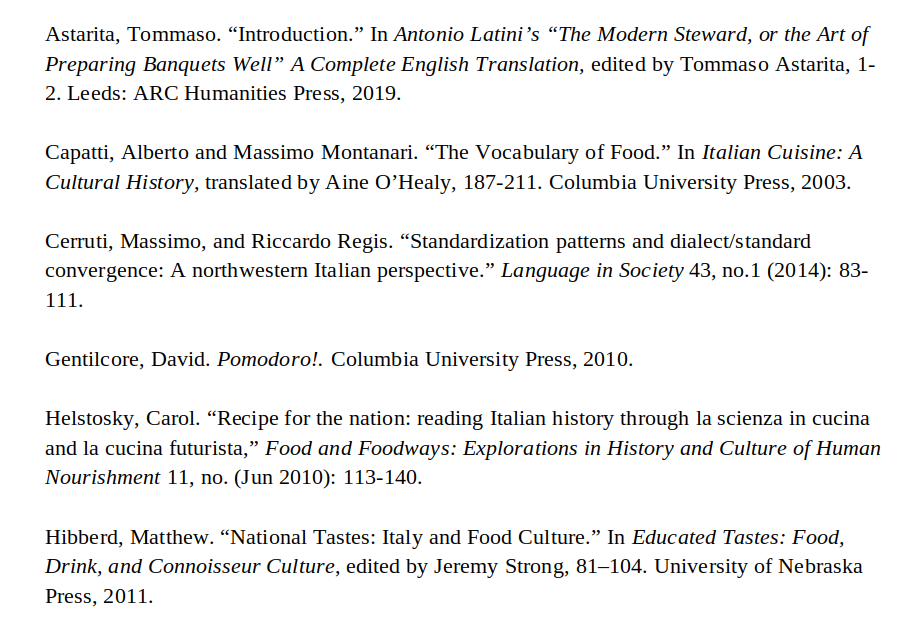 Astarita, Tommaso. “Introduction.” In Antonio Latini’s “The Modern Steward, or the Art of
Preparing Banquets Well” A Complete English Translation, edited by Tommaso Astarita, 1-
2. Leeds: ARC Humanities Press, 2019.
Capatti, Alberto and Massimo Montanari. “The Vocabulary of Food.” In Italian Cuisine: A
Cultural History, translated by Aine O’Healy, 187-211. Columbia University Press, 2003.
Cerruti, Massimo, and Riccardo Regis. “Standardization patterns and dialect/standard
convergence: A northwestern Italian perspective.” Language in Society 43, no.1 (2014): 83-
111.
Gentilcore, David. Pomodoro!. Columbia University Press, 2010.
Helstosky, Carol. “Recipe for the nation: reading Italian history through la scienza in cucina
and la cucina futurista,” Food and Foodways: Explorations in History and Culture of Human
Nourishment 11, no. (Jun 2010): 113-140.
Hibberd, Matthew. “National Tastes: Italy and Food Culture.” In Educated Tastes: Food,
Drink, and Connoisseur Culture, edited by Jeremy Strong, 81–104. University of Nebraska
Press, 2011.